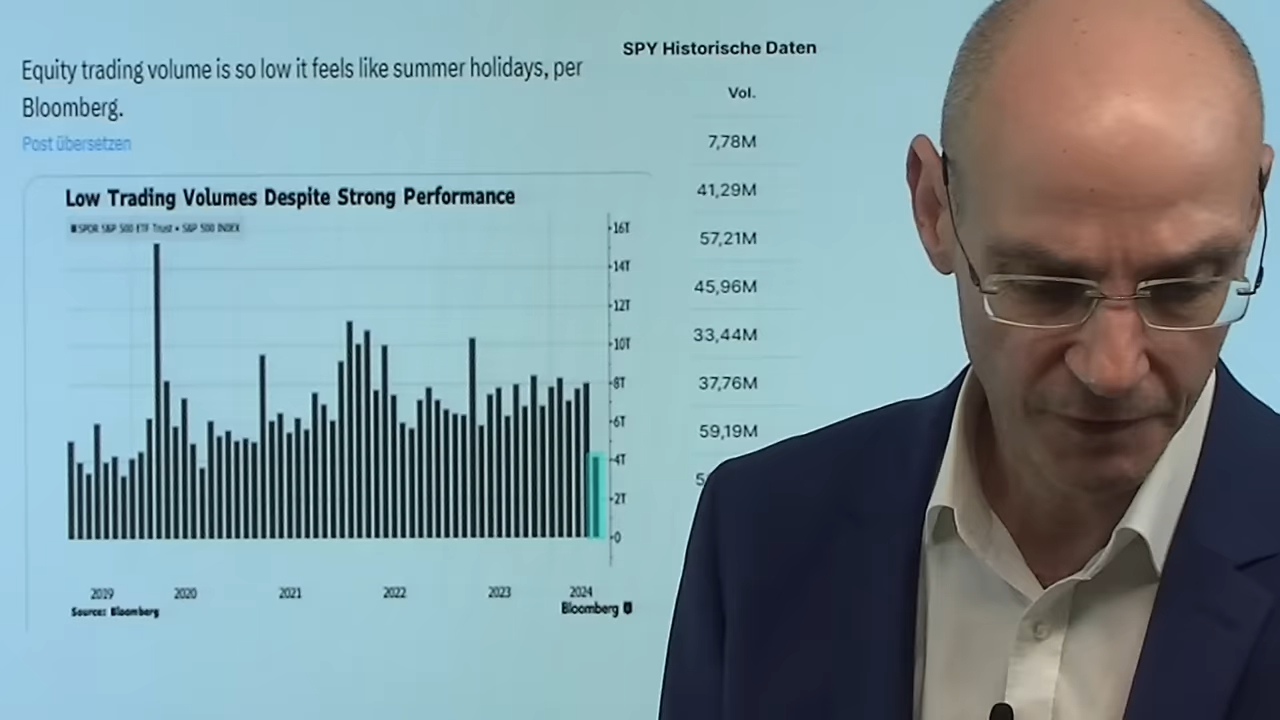 Equity trading volume is so low it feels like summer holidays, per
Bloomberg.
Post übersetzen
Low Trading Volumes Despite Strong Performance
SPDR S&P 500 ETF Trust • S&P 500 INDEX
16T
14T
12T
10T
8T
6T
4T
2T
0
2019 2020 2021 2022 2023 2024
Source: Bloomberg
Bloomberg
SPY Historische Daten
Vol.
7,78M
41,29M
57,21M
45,96M
33,44M
37,76M
59,19M